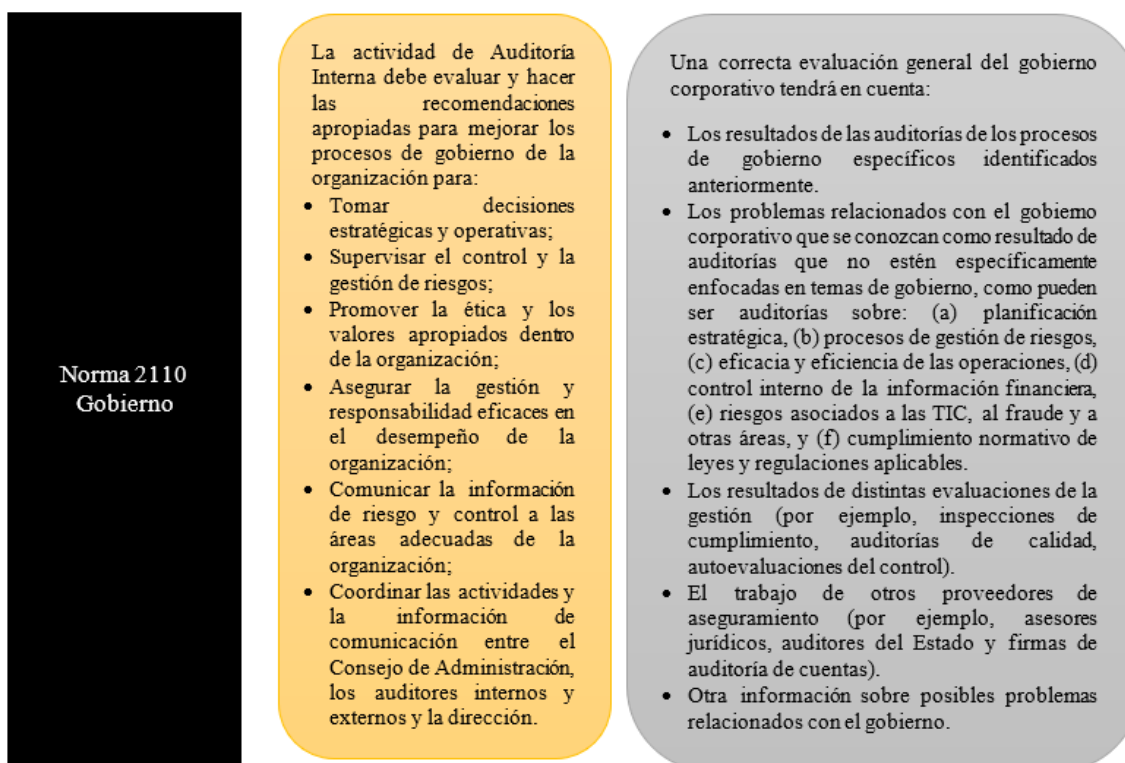 Norma 2110
Gobierno
La actividad de Auditoría
Interna debe evaluar y hacer
las recomendaciones
apropiadas para mejorar los
procesos de gobierno de la
organización para:
• Tomar decisiones
estratégicas y operativas;
• Supervisar el control y la
gestión de riesgos;
• Promover la ética y los
valores apropiados dentro
de la organización;
• Asegurar la gestión y
responsabilidad eficaces en
el desempeño de la
organización;
• Comunicar la información
de riesgo y control a las
áreas adecuadas de la
organización;
• Coordinar las actividades y
la información de
comunicación entre el
Consejo de Administración,
los auditores internos y
externos y la dirección.
Una correcta evaluación general del gobierno
corporativo tendrá en cuenta:
• Los resultados de las auditorías de los procesos
de gobierno específicos identificados
anteriormente.
• Los problemas relacionados con el gobierno
corporativo que se conozcan como resultado de
auditorías que no estén específicamente
enfocadas en temas de gobierno, como pueden
ser auditorías sobre: (a) planificación
estratégica, (b) procesos de gestión de riesgos,
(c) eficacia y eficiencia de las operaciones, (d)
control interno de la información financiera,
(e) riesgos asociados a las TIC, al fraude y a
otras áreas, y (f) cumplimiento normativo de
leyes y regulaciones aplicables.
• Los resultados de distintas evaluaciones de la
gestión (por ejemplo, inspecciones de
cumplimiento, auditorías de calidad,
autoevaluaciones del control).
• El trabajo de otros proveedores de
aseguramiento (por ejemplo, asesores
jurídicos, auditores del Estado y firmas de
auditoría de cuentas).
• Otra información sobre posibles problemas
relacionados con el gobierno.